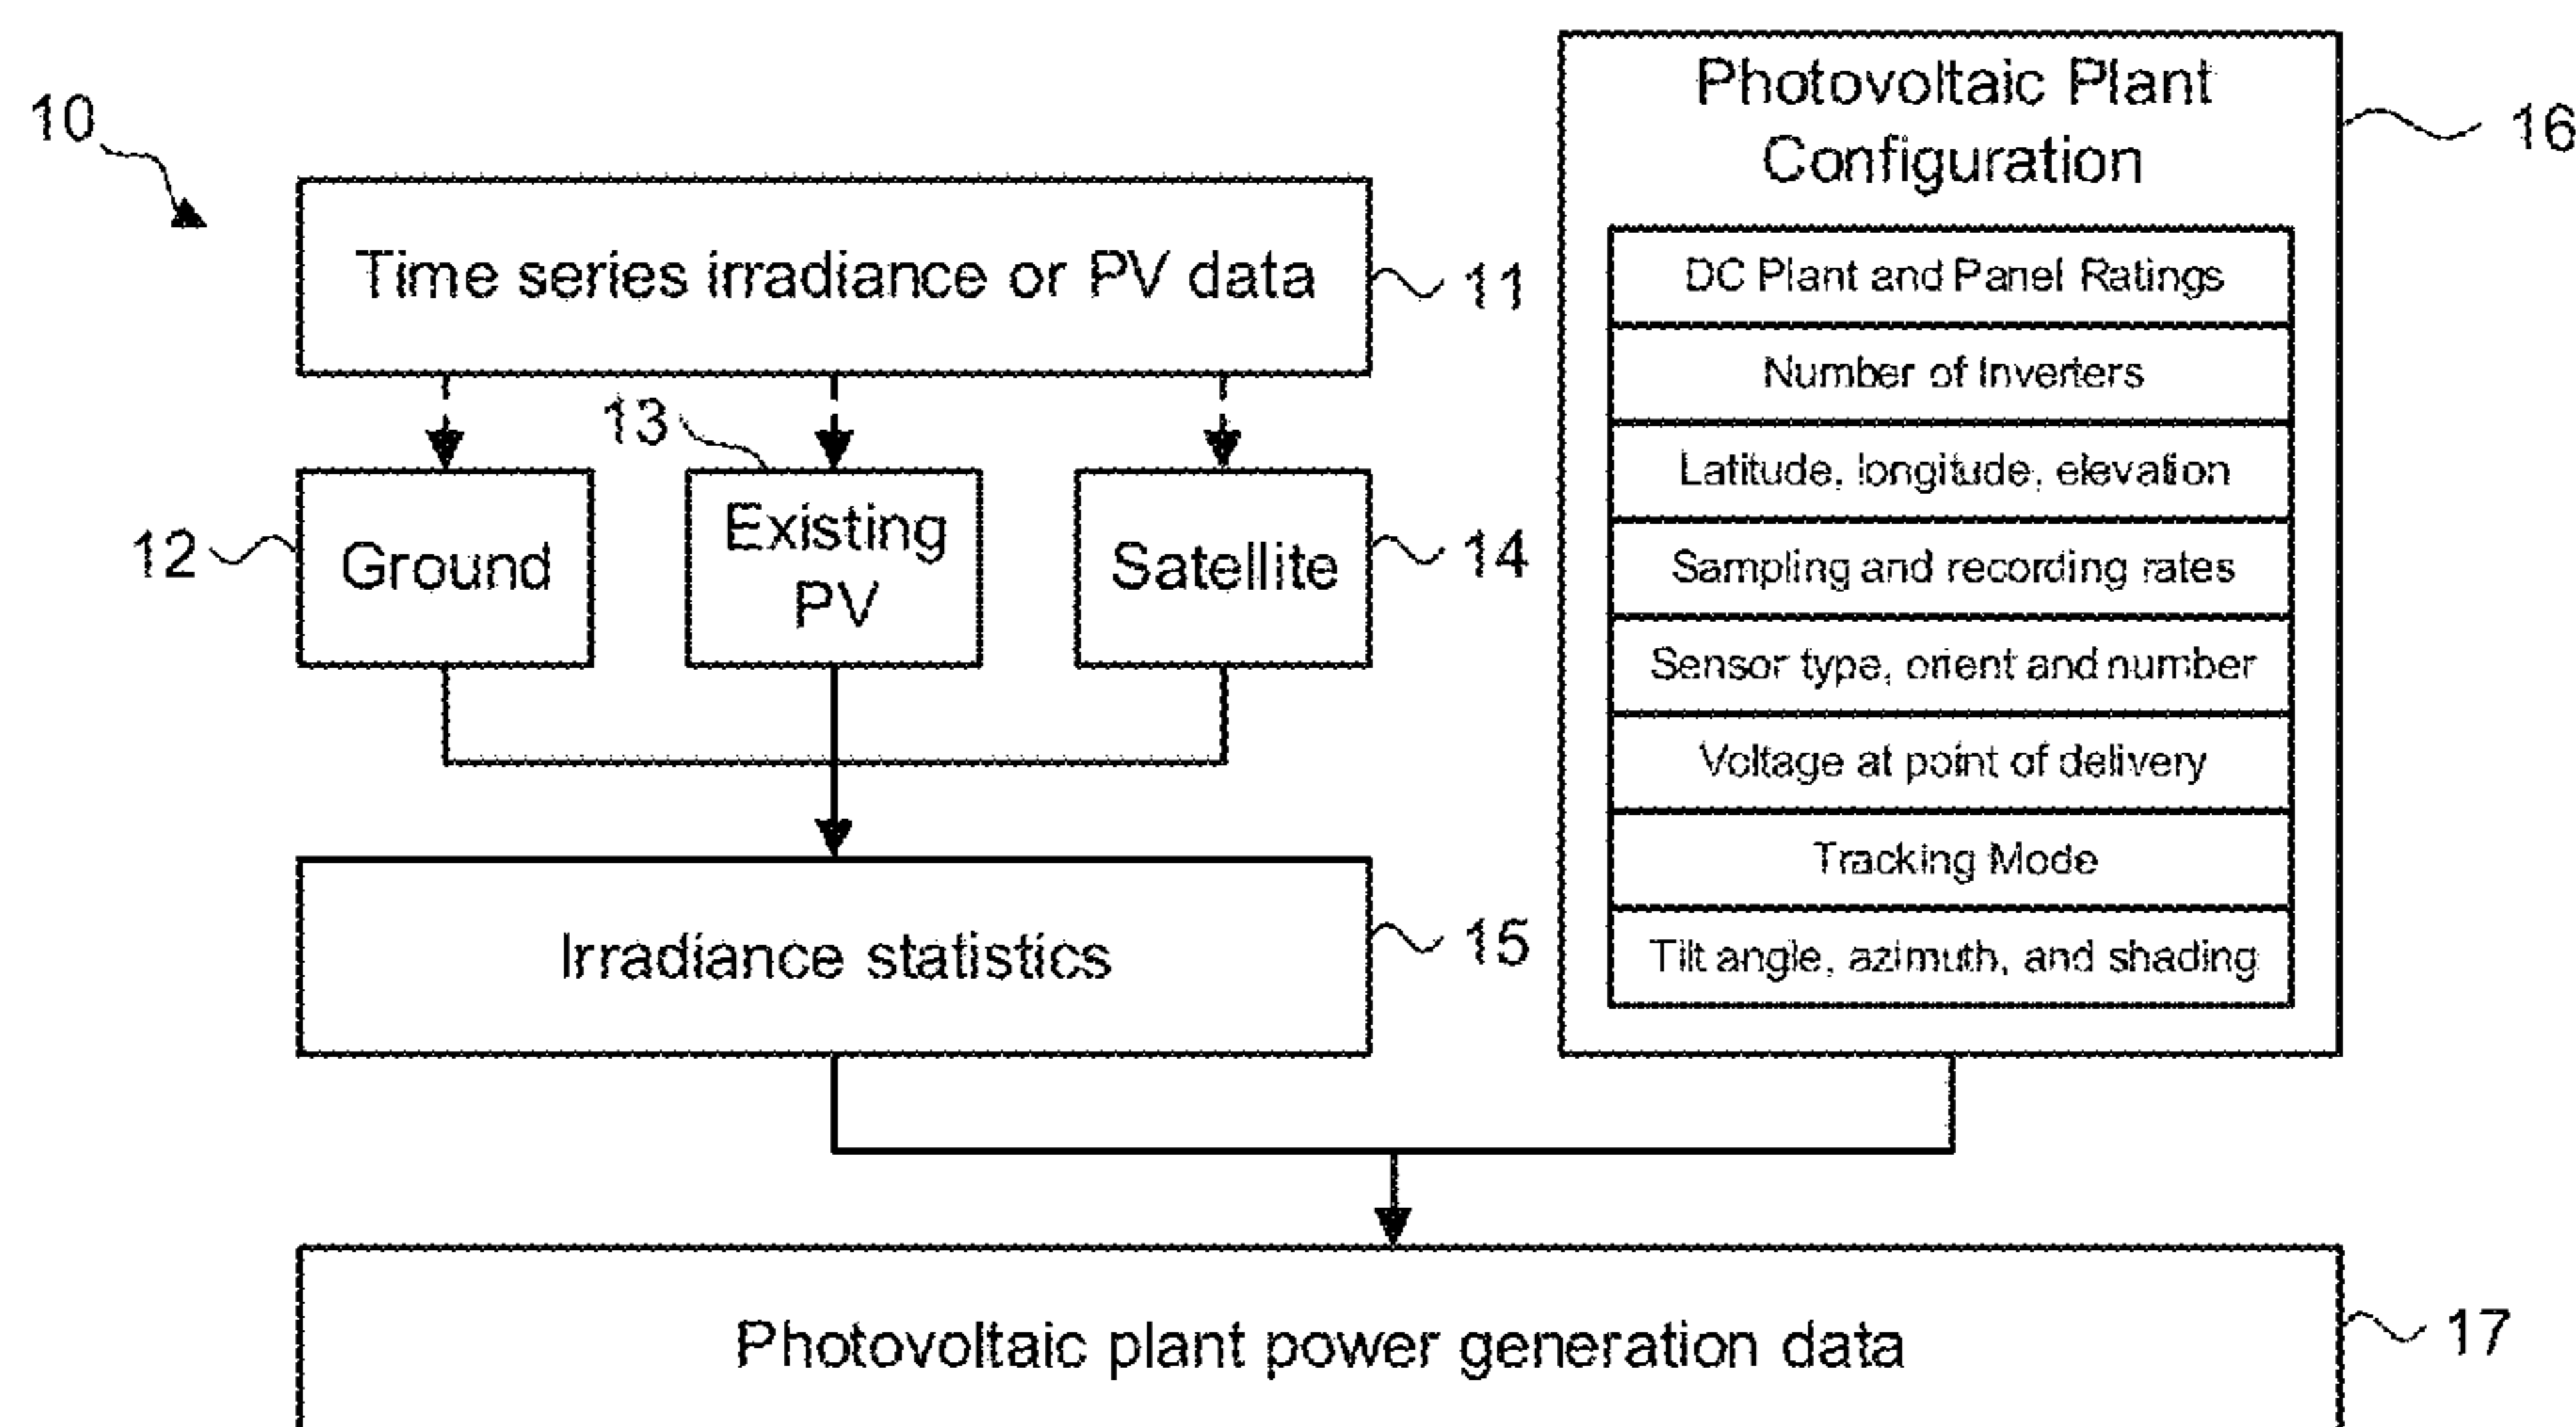 10
Time series irradiance or PV data
11
12
Ground
13
Existing
PV
Satellite
14
Irradiance statistics
15
Photovoltaic Plant
Configuration
16
DC Plant and Panel Ratings
Number of Inverters
Latitude, longitude, elevation
Sampling and recording rates
Sensor type, orient and number
Voltage at point of delivery
Tracking Mode
Tilt angle, azimuth, and shading
Photovoltaic plant power generation data
17